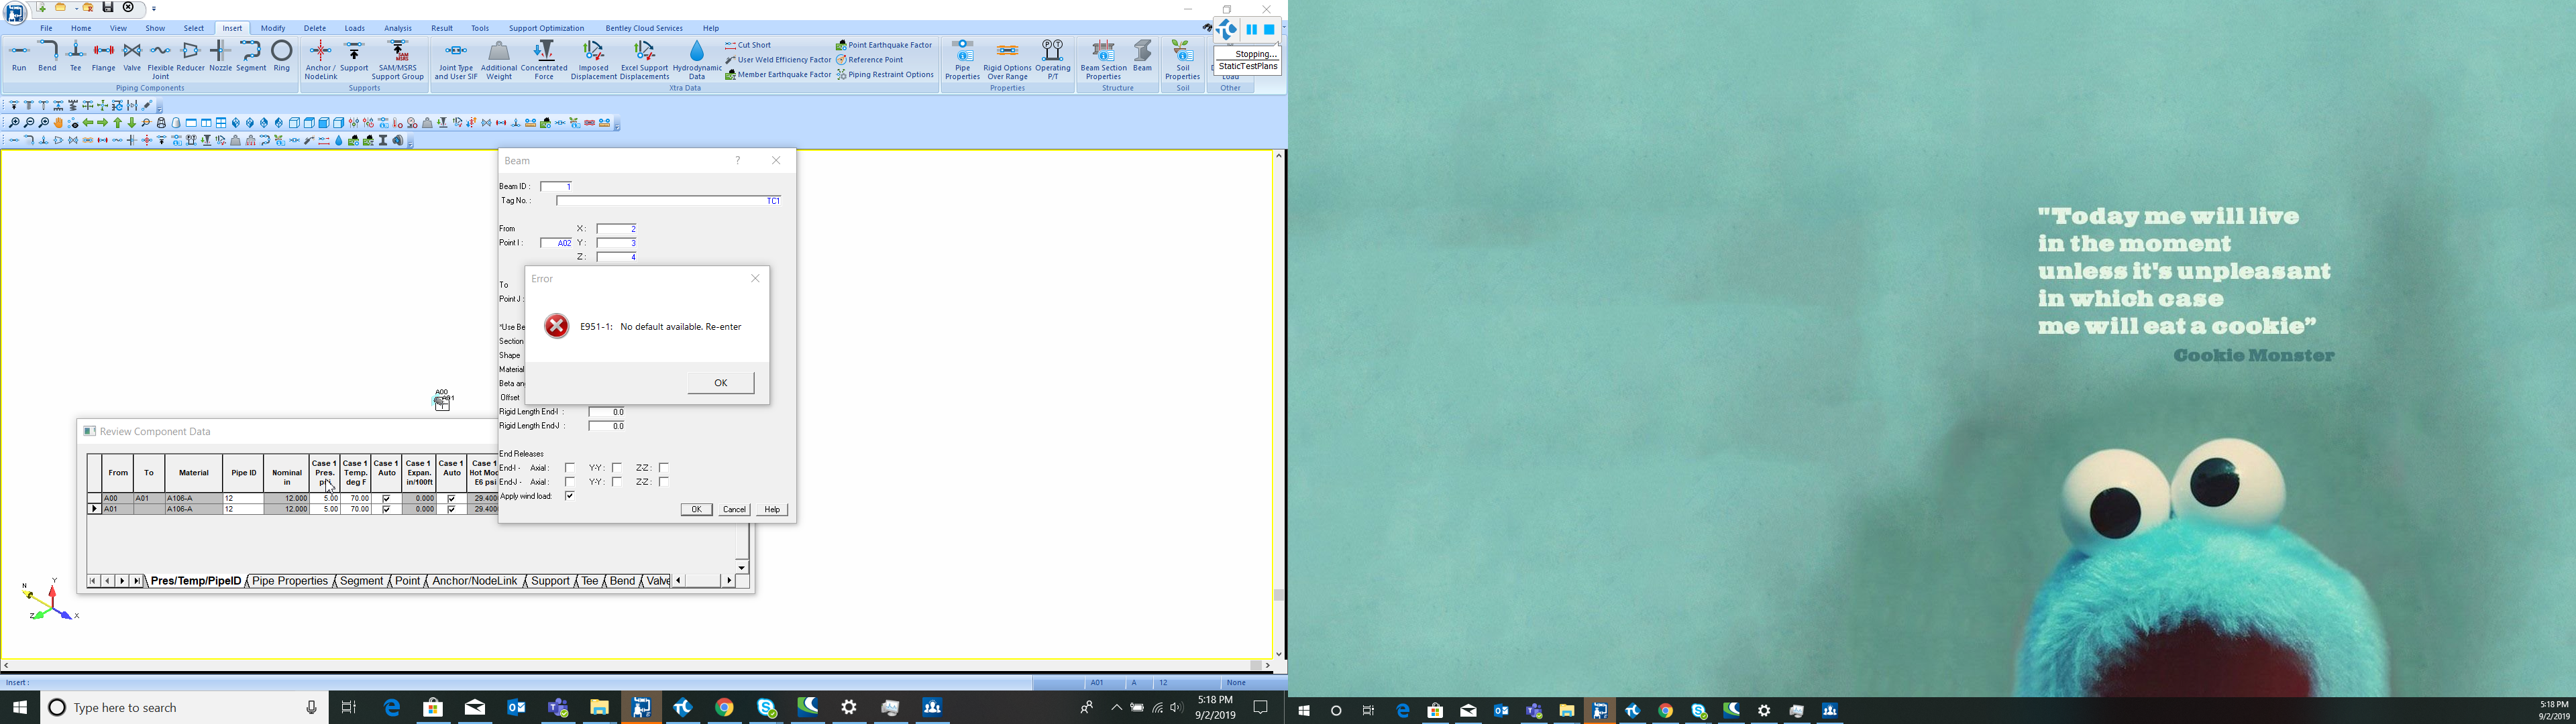 File Home View Show Select Insert Modify Delete Loads Analysis Result Tools Support Optimization Bentley Cloud Services Help
Stopping...
StaticTestPlans
Run Bend Tee Flange Valve Flexible Joint Reducer Nozzle Segment Ring
Piping Components
Anchor / NodeLink Support SAM/MSRS Support Group
Supports
Joint Type and User SIF Additional Weight Concentrated Force Imposed Displacement Excel Support Displacements Hydrodynamic Data
Cut Short
User Weld Efficiency Factor
Member Earthquake Factor
Point Earthquake Factor
Reference Point
Piping Restraint Options
Xtra Data
Pipe Properties Rigid Options Over Range Operating P/T
Properties
Beam Section Properties Beam
Structure
Soil Properties
Soil
Load
Other
Beam ?
Beam ID : 1
Tag No. : TC1
From X : 2
Point I : A02 Y : 3
Z : 4
To
Point J :
*Use Be
Section
Shape
Material
Beta an
Offset
Rigid Length End-I : 0.0
Rigid Length End-J : 0.0
End Releases
End-I - Axial : Y-Y : Z-Z :
End-J - Axial : Y-Y : Z-Z :
Apply wind load:
OK Cancel Help
Error
E951-1: No default available. Re-enter
OK
A00
Review Component Data
From To Material Pipe ID Nominal in Case 1 Pres. Case 1 Temp. deg F Case 1 Auto Case 1 Expan. in/100ft Case 1 Auto Case 1 Hot Mod E6 psi
A00 A01 A106-A 12 12.000 5.00 70.00 0.000 29.4000
A01 A106-A 12 12.000 5.00 70.00 0.000 29.4000
Pres/Temp/PipeID Pipe Properties Segment Point Anchor/NodeLink Support Tee Bend Valve
N Y Z X
Insert : A01 A 12 None
Type here to search
5:18 PM
9/2/2019
"Today me will live
in the moment
unless it's unpleasant
in which case
me will eat a cookie”
Cookie Monster
5:18 PM
9/2/2019